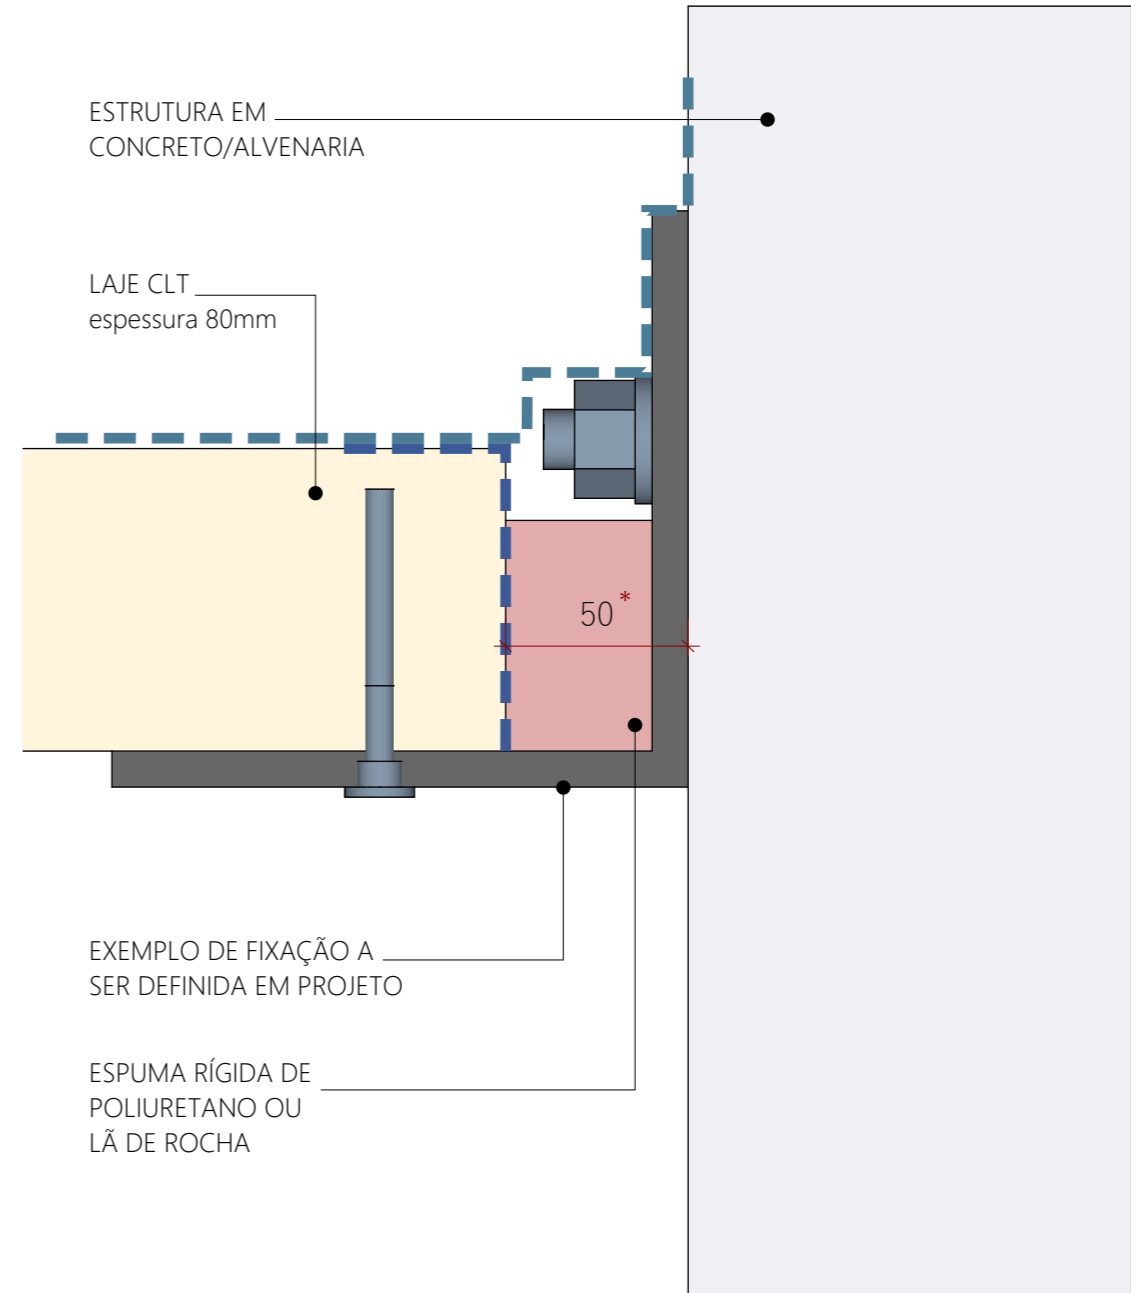 ESTRUTURA EM
CONCRETO/ALVENARIA
LAJE CLT
espessura 80mm
50*
EXEMPLO DE FIXAÇÃO A
SER DEFINIDA EM PROJETO
ESPUMA RÍGIDA DE
POLIURETANO OU
LÃ DE ROCHA